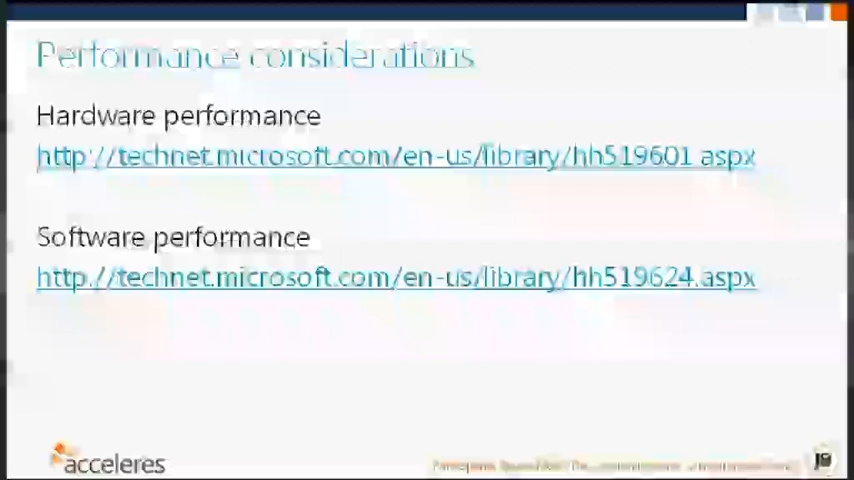 Performance considerations
Hardware performance
http://technet.microsoft.com/en-us/library/hh519601.aspx
Software performance
http://technet.microsoft.com/en-us/library/hh519624.aspx
acceleres